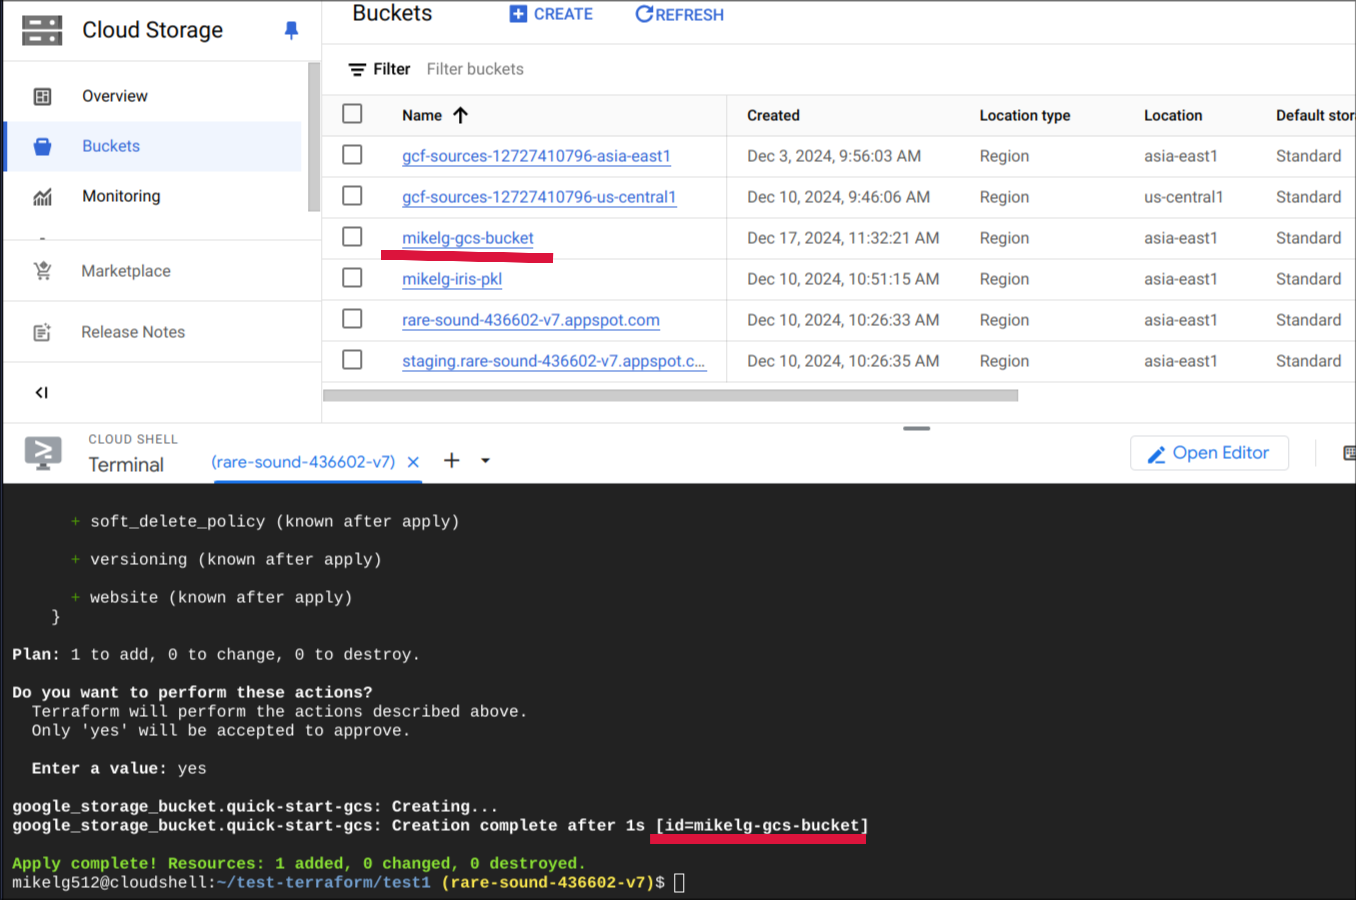 Cloud Storage
Overview
Buckets
Monitoring
Marketplace
Release Notes
Buckets CREATE REFRESH
Filter Filter buckets
Name Created Location type Location Default stor
gcf-sources-12727410796-asia-east1 Dec 3, 2024, 9:56:03 AM Region asia-east1 Standard
gcf-sources-12727410796-us-central1 Dec 10, 2024, 9:46:06 AM Region us-central1 Standard
mikelg-gcs-bucket Dec 17, 2024, 11:32:21 AM Region asia-east1 Standard
mikelg-iris-pkl Dec 10, 2024, 10:51:15 AM Region asia-east1 Standard
rare-sound-436602-v7.appspot.com Dec 10, 2024, 10:26:33 AM Region asia-east1 Standard
staging.rare-sound-436602-v7.appspot.c... Dec 10, 2024, 10:26:35 AM Region asia-east1 Standard
CLOUD SHELL
Terminal (rare-sound-436602-v7) Open Editor
+ soft_delete_policy (known after apply)
+ versioning (known after apply)
+ website (known after apply)
}
Plan: 1 to add, 0 to change, 0 to destroy.
Do you want to perform these actions?
Terraform will perform the actions described above.
Only 'yes' will be accepted to approve.
Enter a value: yes
google_storage_bucket.quick-start-gcs: Creating...
google_storage_bucket.quick-start-gcs: Creation complete after 1s [id=mikelg-gcs-bucket]
Apply complete! Resources: 1 added, 0 changed, 0 destroyed.
mikelg512@cloudshell:~/test-terraform/test1 (rare-sound-436602-v7)$